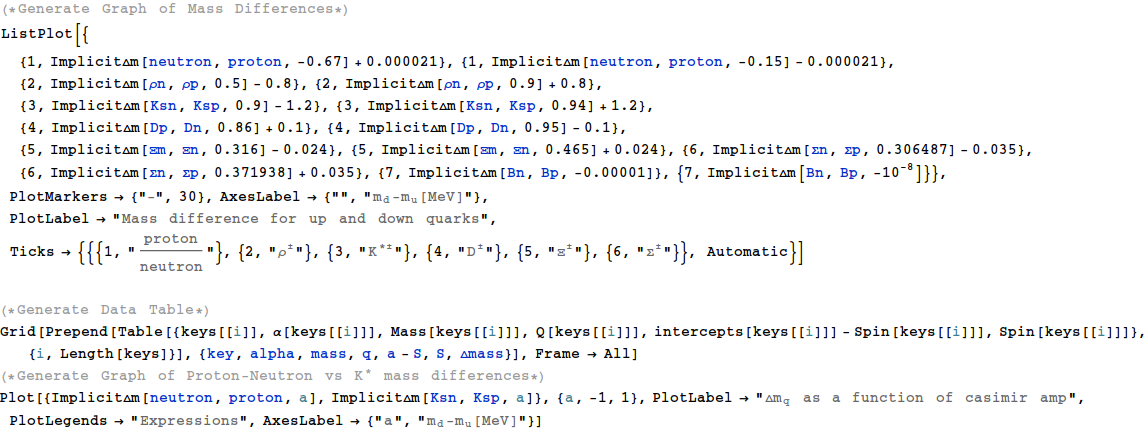 (*Generate Graph of Mass Differences*)
ListPlot[{
{1, Implicit∆m[neutron, proton, -0.67] + 0.000021}, {1, Implicit∆m[neutron, proton, -0.15] - 0.000021},
{2, Implicit∆m[ρn, ρp, 0.5] - 0.8}, {2, Implicit∆m[ρn, ρp, 0.9] + 0.8},
{3, Implicit∆m[Ksn, Ksp, 0.9] - 1.2}, {3, Implicit∆m[Ksn, Ksp, 0.94] + 1.2},
{4, Implicit∆m[Dp, Dn, 0.86] + 0.1}, {4, Implicit∆m[Dp, Dn, 0.95] - 0.1},
{5, Implicit∆m[Ξm, Ξn, 0.316] - 0.024}, {5, Implicit∆m[Ξm, Ξn, 0.465] + 0.024}, {6, Implicit∆m[Σn, Σp, 0.306487] - 0.035},
{6, Implicit∆m[Σn, Σp, 0.371938] + 0.035}, {7, Implicit∆m[Bn, Bp, -0.00001]}, {7, Implicit∆m[Bn, Bp, -10⁻⁸]}},
PlotMarkers → {"-", 30}, AxesLabel → {"", "m_d-m_u[MeV]"},
PlotLabel → "Mass difference for up and down quarks",
Ticks → {{{1, "proton/neutron"}, {2, "ρ^±"}, {3, "K^*±"}, {4, "D^±"}, {5, "Ξ^±"}, {6, "Σ^±"}}, Automatic}]
(*Generate Data Table*)
Grid[Prepend[Table[{keys[[i]], α[keys[[i]]], Mass[keys[[i]]], Q[keys[[i]]], intercepts[keys[[i]]] - Spin[keys[[i]]], Spin[keys[[i]]]},
{i, Length[keys]}], {key, alpha, mass, q, a - S, S, ∆mass}], Frame → All]
(*Generate Graph of Proton-Neutron vs K^* mass differences*)
Plot[{Implicit∆m[neutron, proton, a], Implicit∆m[Ksn, Ksp, a]}, {a, -1, 1}, PlotLabel → "∆m_q as a function of casimir amp",
PlotLegends → "Expressions", AxesLabel → {"a", "m_d-m_u[MeV]"}]